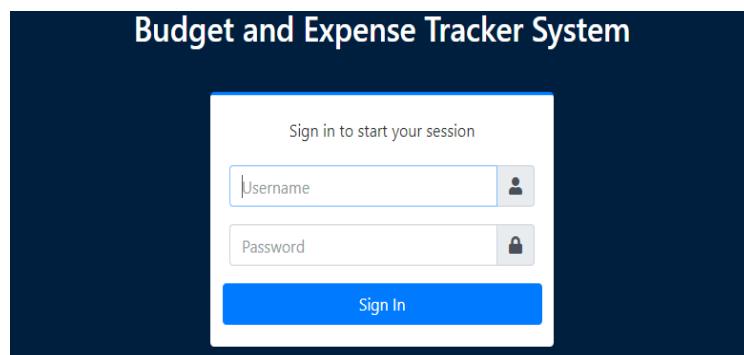 Budget and Expense Tracker System
Sign in to start your session
Username
Password
Sign In